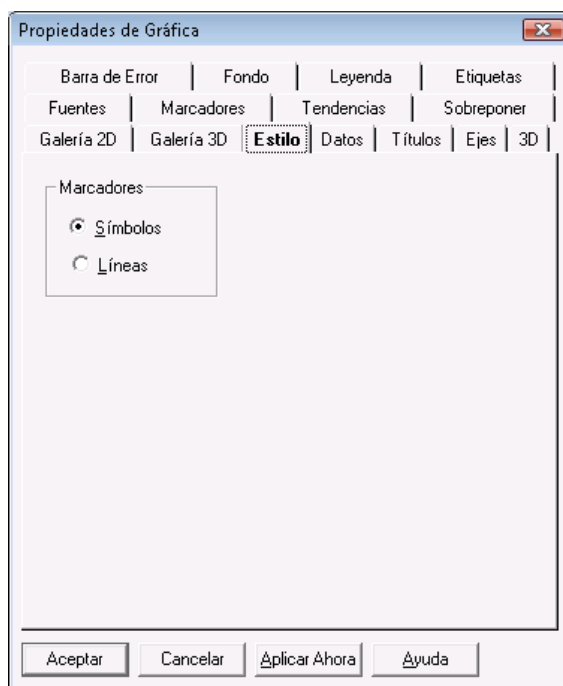 Propiedades de Gráfica
Barra de Error Fondo Leyenda Etiquetas
Fuentes Marcadores Tendencias Sobreponer
Galería 2D Galería 3D Estilo Datos Títulos Ejes 3D
Marcadores
Símbolos
Líneas
Aceptar Cancelar Aplicar Ahora Ayuda